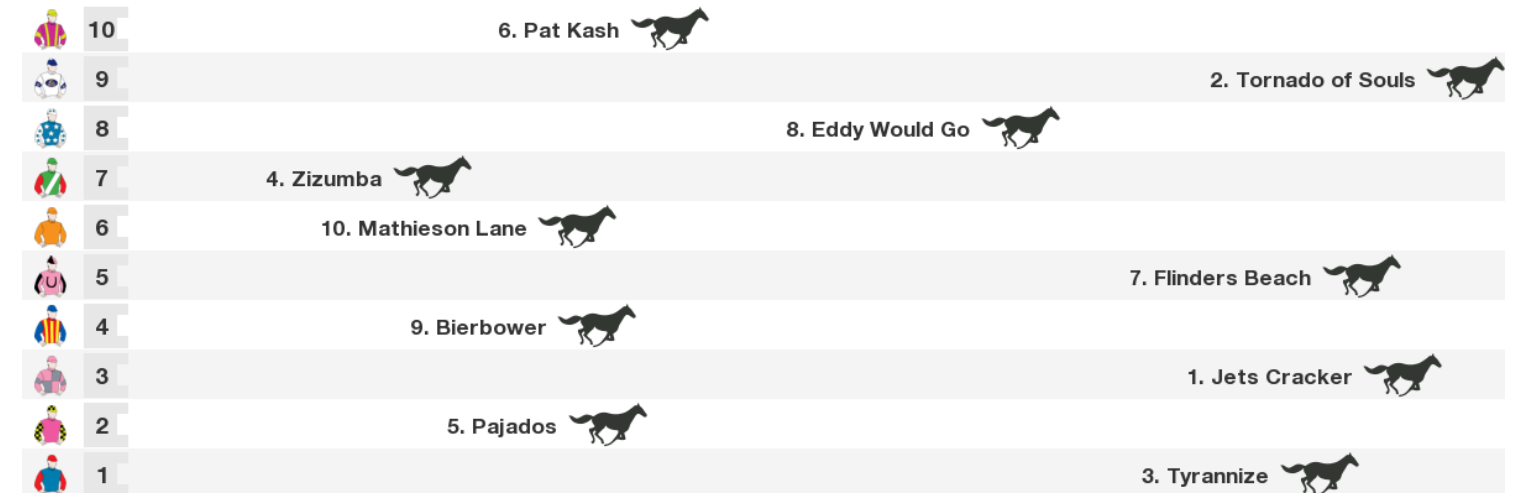 10 6. Pat Kash
9 2. Tornado of Souls
8 8. Eddy Would Go
7 4. Zizumba
6 10. Mathieson Lane
5 7. Flinders Beach
4 9. Bierbower
3 1. Jets Cracker
2 5. Pajados
1 3. Tyrannize